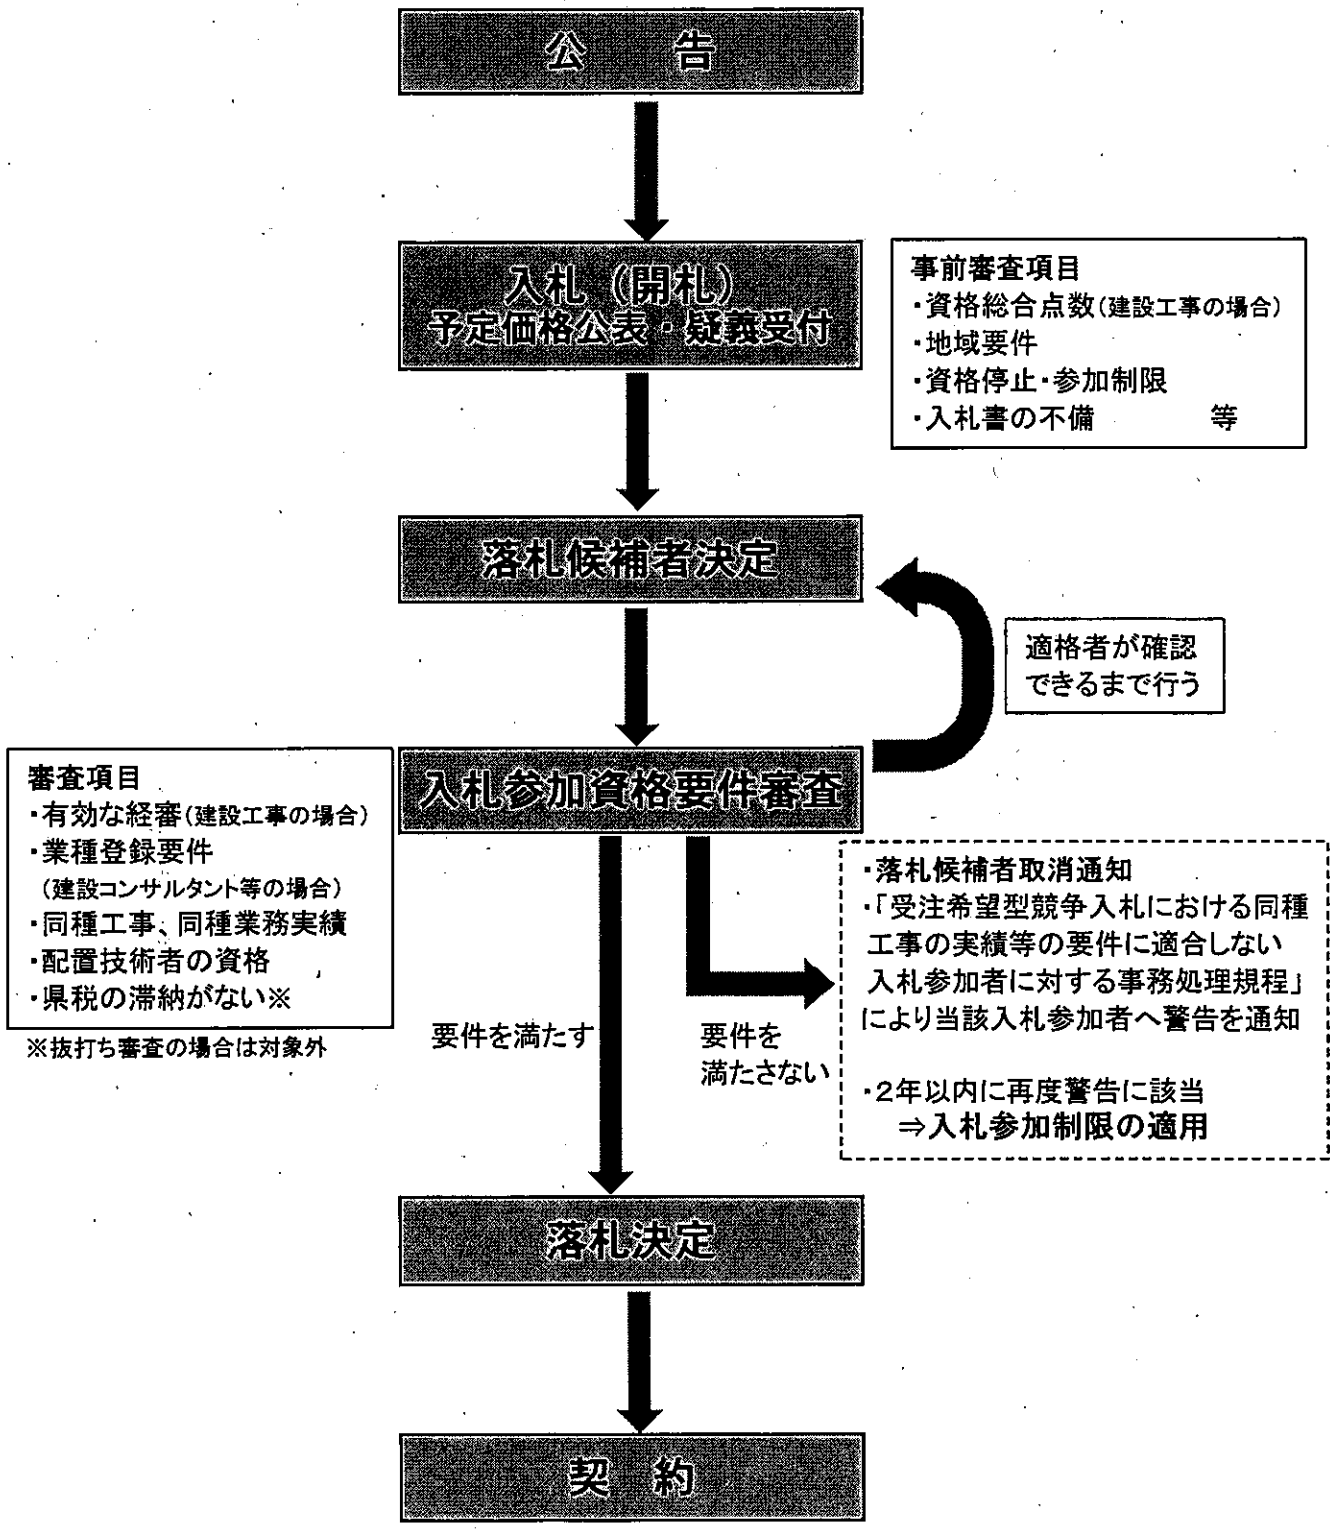 公　告
入札（開札）
予定価格公表・疑義受付
事前審査項目
・資格総合点数（建設工事の場合）
・地域要件
・資格停止・参加制限
・入札書の不備　　　等
落札候補者決定
適格者が確認
できるまで行う
入札参加資格要件審査
審査項目
・有効な経審（建設工事の場合）
・業種登録要件
（建設コンサルタント等の場合）
・同種工事、同種業務実績
・配置技術者の資格
・県税の滞納がない※
※抜打ち審査の場合は対象外
要件を満たす
要件を
満たさない
・落札候補者取消通知
・「受注希望型競争入札における同種
工事の実績等の要件に適合しない
入札参加者に対する事務処理規程」
により当該入札参加者へ警告を通知
・2年以内に再度警告に該当
⇒入札参加制限の適用
落札決定
契　約